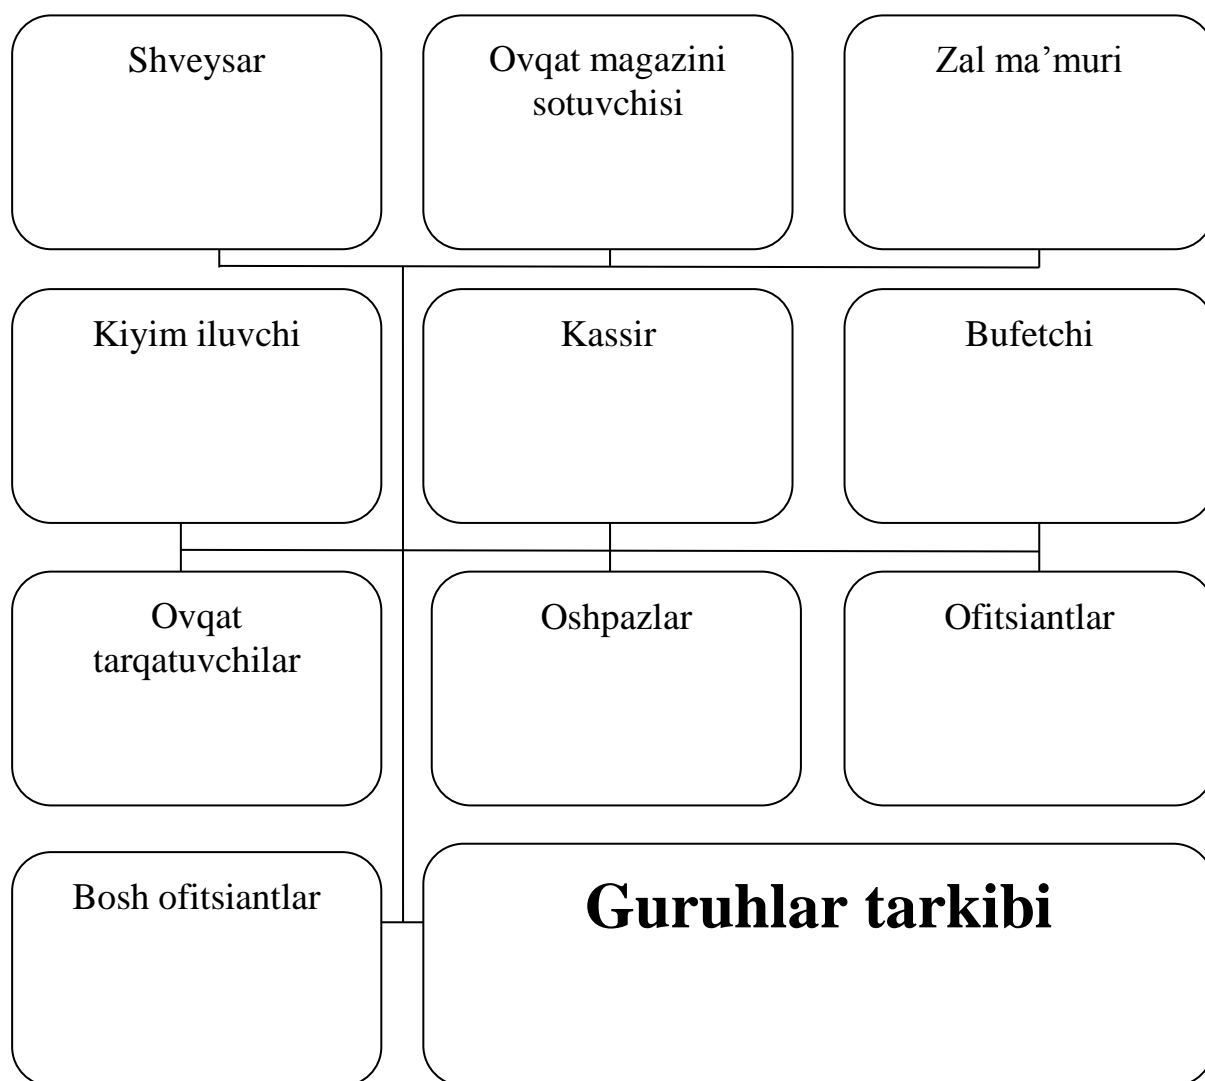 Shveysar
Ovqat magazini
sotuvchisi
Zal ma’muri
Kiyim iluvchi
Kassir
Bufetchi
Ovqat
tarqatuvchilar
Oshpazlar
Ofitsiantlar
Bosh ofitsiantlar
Guruhlar tarkibi